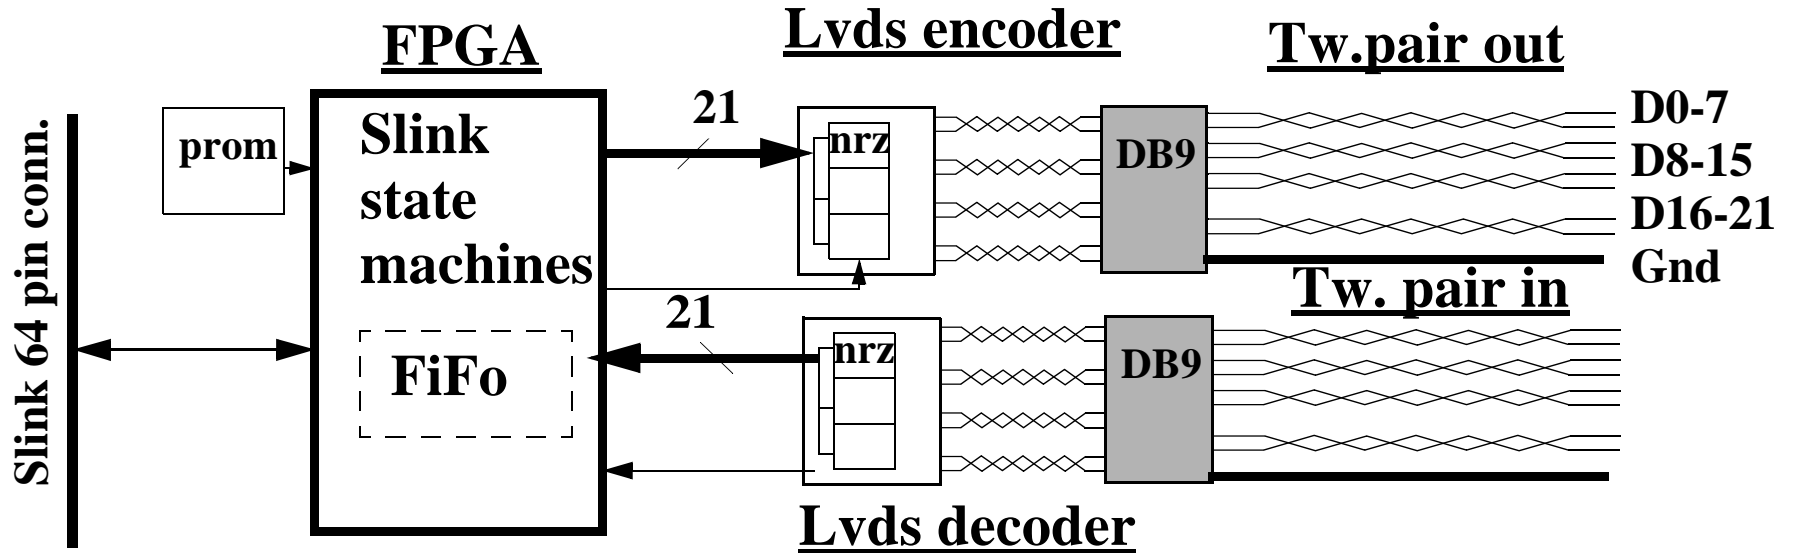 FPGA
Lvds encoder
Tw.pair out
Slink 64 pin conn.
prom
Slink
state
machines
FiFo
21
nrz
DB9
D0-7
D8-15
D16-21
Gnd
Tw. pair in
21
nrz
DB9
Lvds decoder